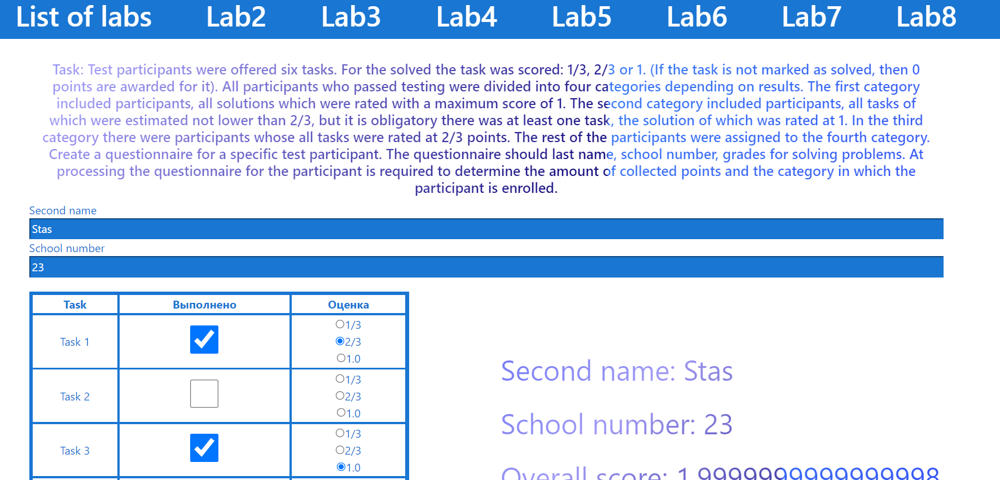 List of labs Lab2 Lab3 Lab4 Lab5 Lab6 Lab7 Lab8
Task: Test participants were offered six tasks. For the solved the task was scored: 1/3, 2/3 or 1. (If the task is not marked as solved, then 0
points are awarded for it). All participants who passed testing were divided into four categories depending on results. The first category
included participants, all solutions which were rated with a maximum score of 1. The second category included participants, all tasks of
which were estimated not lower than 2/3, but it is obligatory there was at least one task, the solution of which was rated at 1. In the third
category there were participants whose all tasks were rated at 2/3 points. The rest of the participants were assigned to the fourth category.
Create a questionnaire for a specific test participant. The questionnaire should last name, school number, grades for solving problems. At
processing the questionnaire for the participant is required to determine the amount of collected points and the category in which the
participant is enrolled.
Second name
Stas
School number
23
Task Выполнено Оценка
1/3
Task 1 2/3
1.0
1/3
Task 2 2/3
1.0
1/3
Task 3 2/3
1.0
Second name: Stas
School number: 23
Overall score: 1.9999999999999998